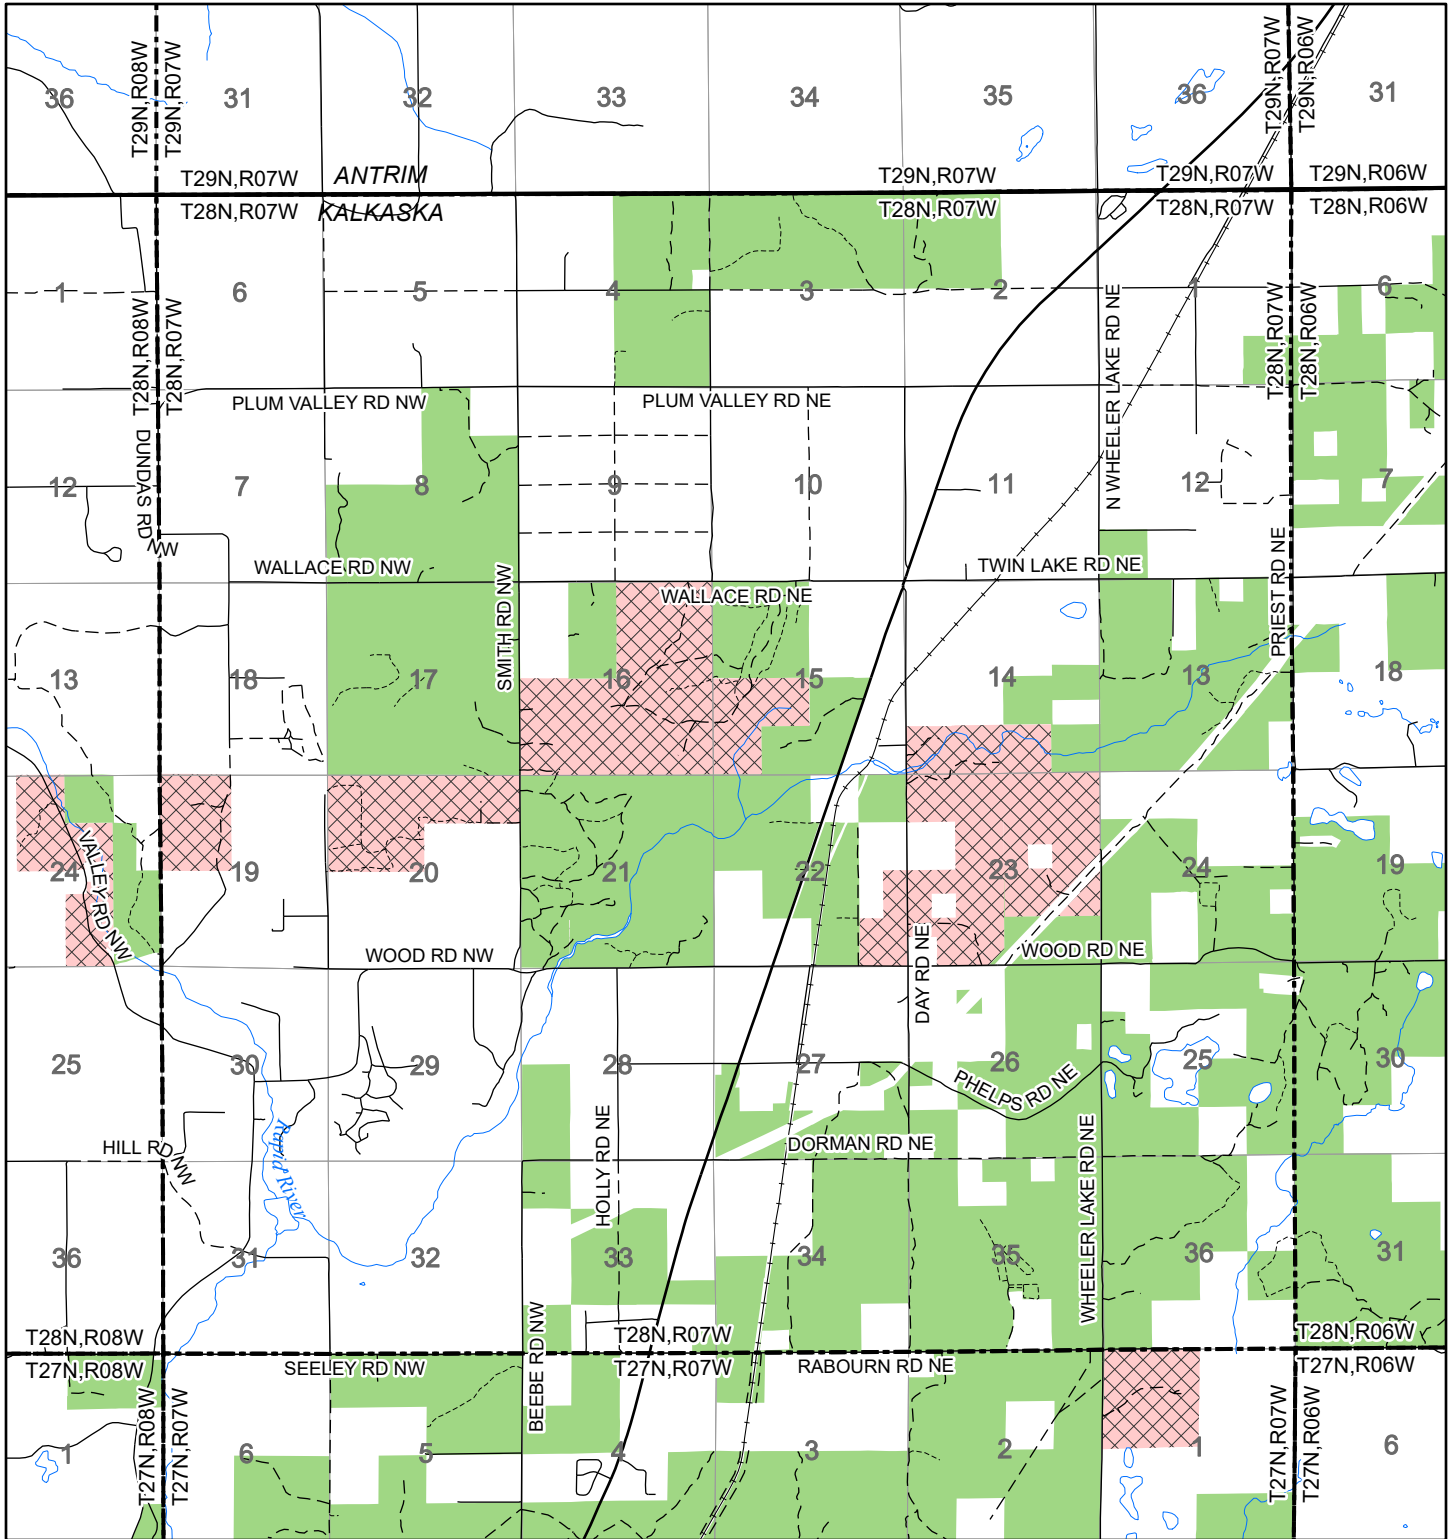 T29N,R08W
T29N,R07W
T29N,R07W
T29N,R06W
36
31
32
33
34
35
36
31
T29N,R07W
ANTRIM
T29N,R07W
T29N,R07W
T29N,R06W
T28N,R07W
KALKASKA
T28N,R07W
T28N,R07W
T28N,R06W
1
6
5
4
3
2
1
6
T28N,R08W
T28N,R07W
N WHEELER LAKE RD NE
T28N,R07W
T28N,R06W
PLUM VALLEY RD NW
PLUM VALLEY RD NE
DUNDAS RD NW
12
7
8
9
10
11
12
7
WALLACE RD NW
SMITH RD NW
WALLACE RD NE
TWIN LAKE RD NE
PRIEST RD NE
13
18
17
16
15
14
13
18
VALLEY RD NW
24
19
20
21
22
23
24
19
WOOD RD NW
DAY RD NE
WOOD RD NE
25
30
29
28
27
26
25
30
PHELPS RD NE
HILL RD NW
Rapid River
HOLLY RD NE
DORMAN RD NE
WHEELER LAKE RD NE
36
31
32
33
34
35
36
31
T28N,R08W
T28N,R07W
T28N,R06W
T27N,R08W
SEELEY RD NW
BEEBE RD NW
T27N,R07W
RABOURN RD NE
T27N,R06W
T27N,R08W
T27N,R07W
T27N,R07W
T27N,R06W
1
6
5
4
3
2
1
6